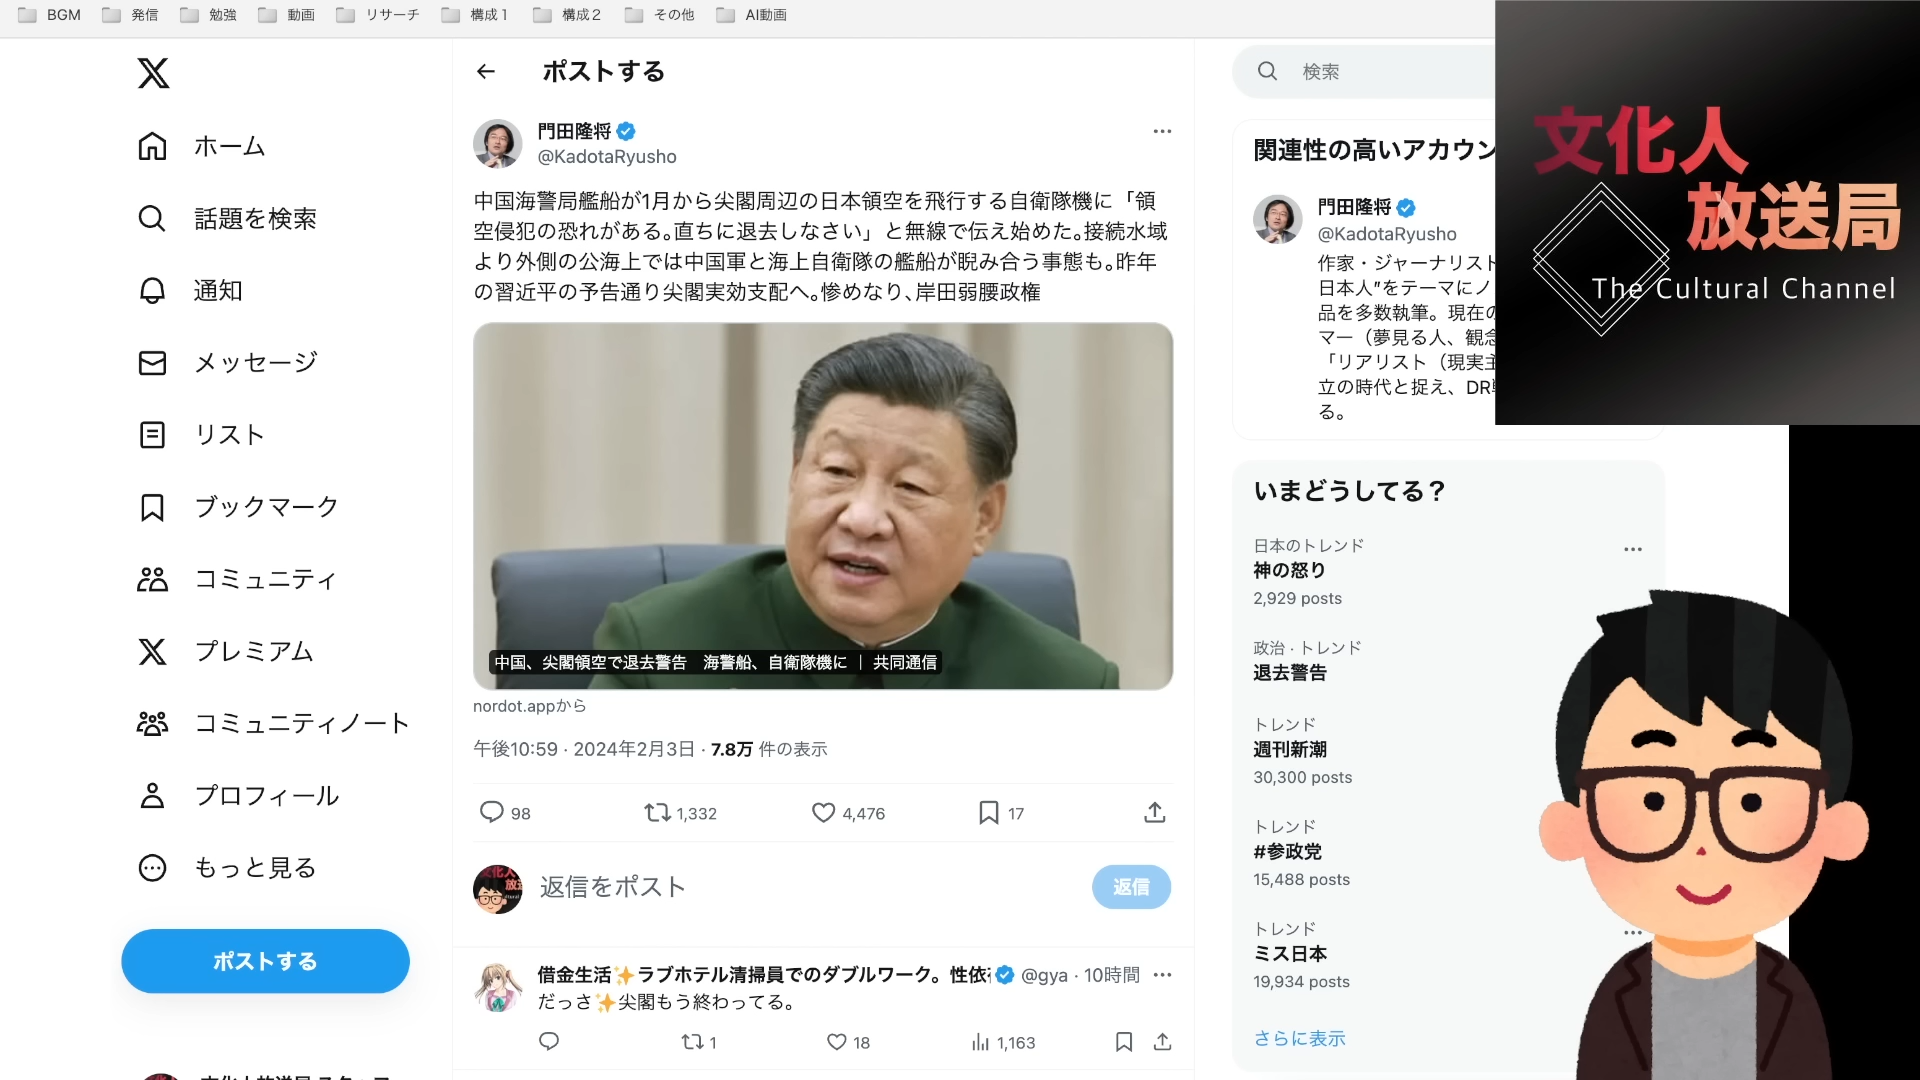 BGM
発信
勉強
動画
リサーチ
構成1
構成2
その他
AI動画
ホーム
話題を検索
通知
メッセージ
リスト
ブックマーク
コミュニティ
プレミアム
コミュニティノート
プロフィール
もっと見る
ポストする
ポストする
門田隆将
@KadotaRyusho
中国海警局艦船が1月から尖閣周辺の日本領空を飛行する自衛隊機に「領
空侵犯の恐れがある。直ちに退去しなさい」と無線で伝え始めた。接続水域
より外側の公海上では中国軍と海上自衛隊の艦船が睨み合う事態も。昨年
の習近平の予告通り尖閣実効支配へ。惨めなり、岸田弱腰政権
中国、尖閣領空で退去警告 海警船、自衛隊機に | 共同通信
nordot.appから
午後10:59 · 2024年2月3日 · 7.8万 件の表示
98
1,332
4,476
17
返信をポスト
返信
借金生活✨ラブホテル清掃員でのダブルワーク。性依 @gya · 10時間
だっさ✨尖閣もう終わってる。
1
18
1,163
検索
関連性の高いアカウン
門田隆将
@KadotaRyusho
作家・ジャーナリスト
日本人”をテーマにノ
品を多数執筆。現在の
マー（夢見る人、観念
「リアリスト（現実主
立の時代と捉え、DR
る。
いまどうしてる？
日本のトレンド
神の怒り
2,929 posts
政治 · トレンド
退去警告
トレンド
週刊新潮
30,300 posts
トレンド
#参政党
15,488 posts
トレンド
ミス日本
19,934 posts
さらに表示
文化人
放送局
The Cultural Channel